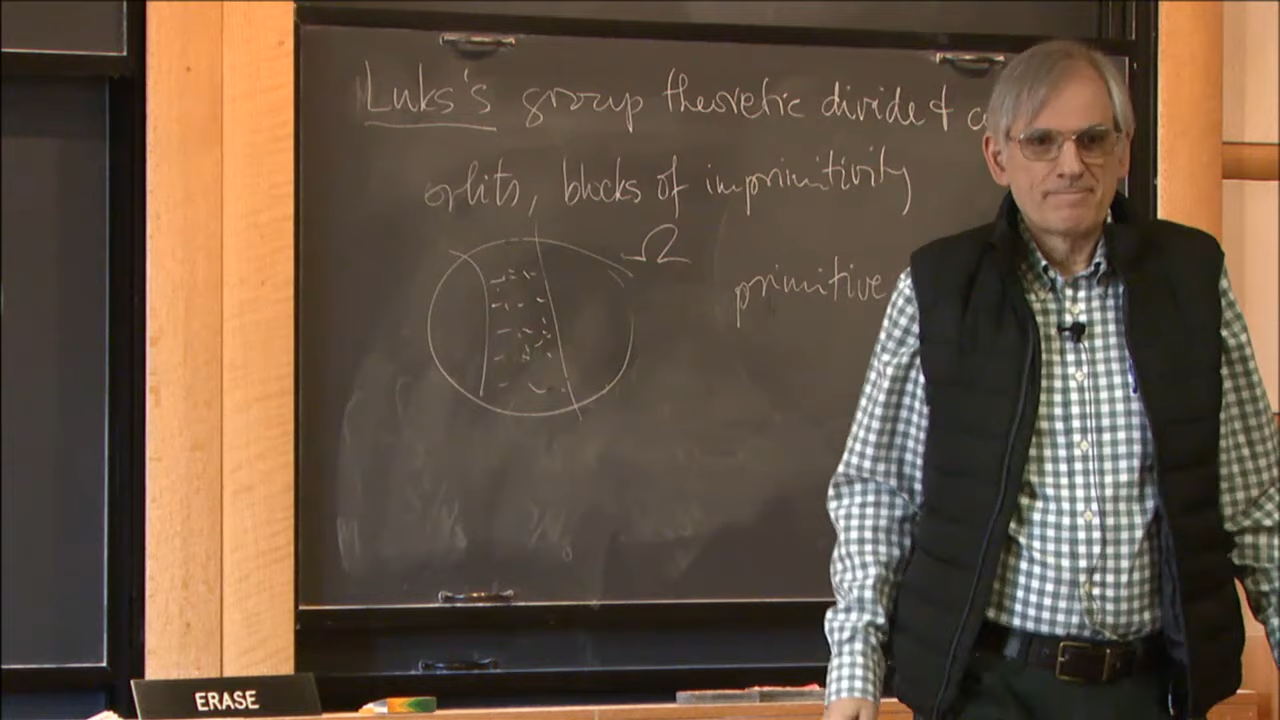 Luks's group theoretic divide &
orbits, blocks of imprimitivity
Ω
primitive
ERASE